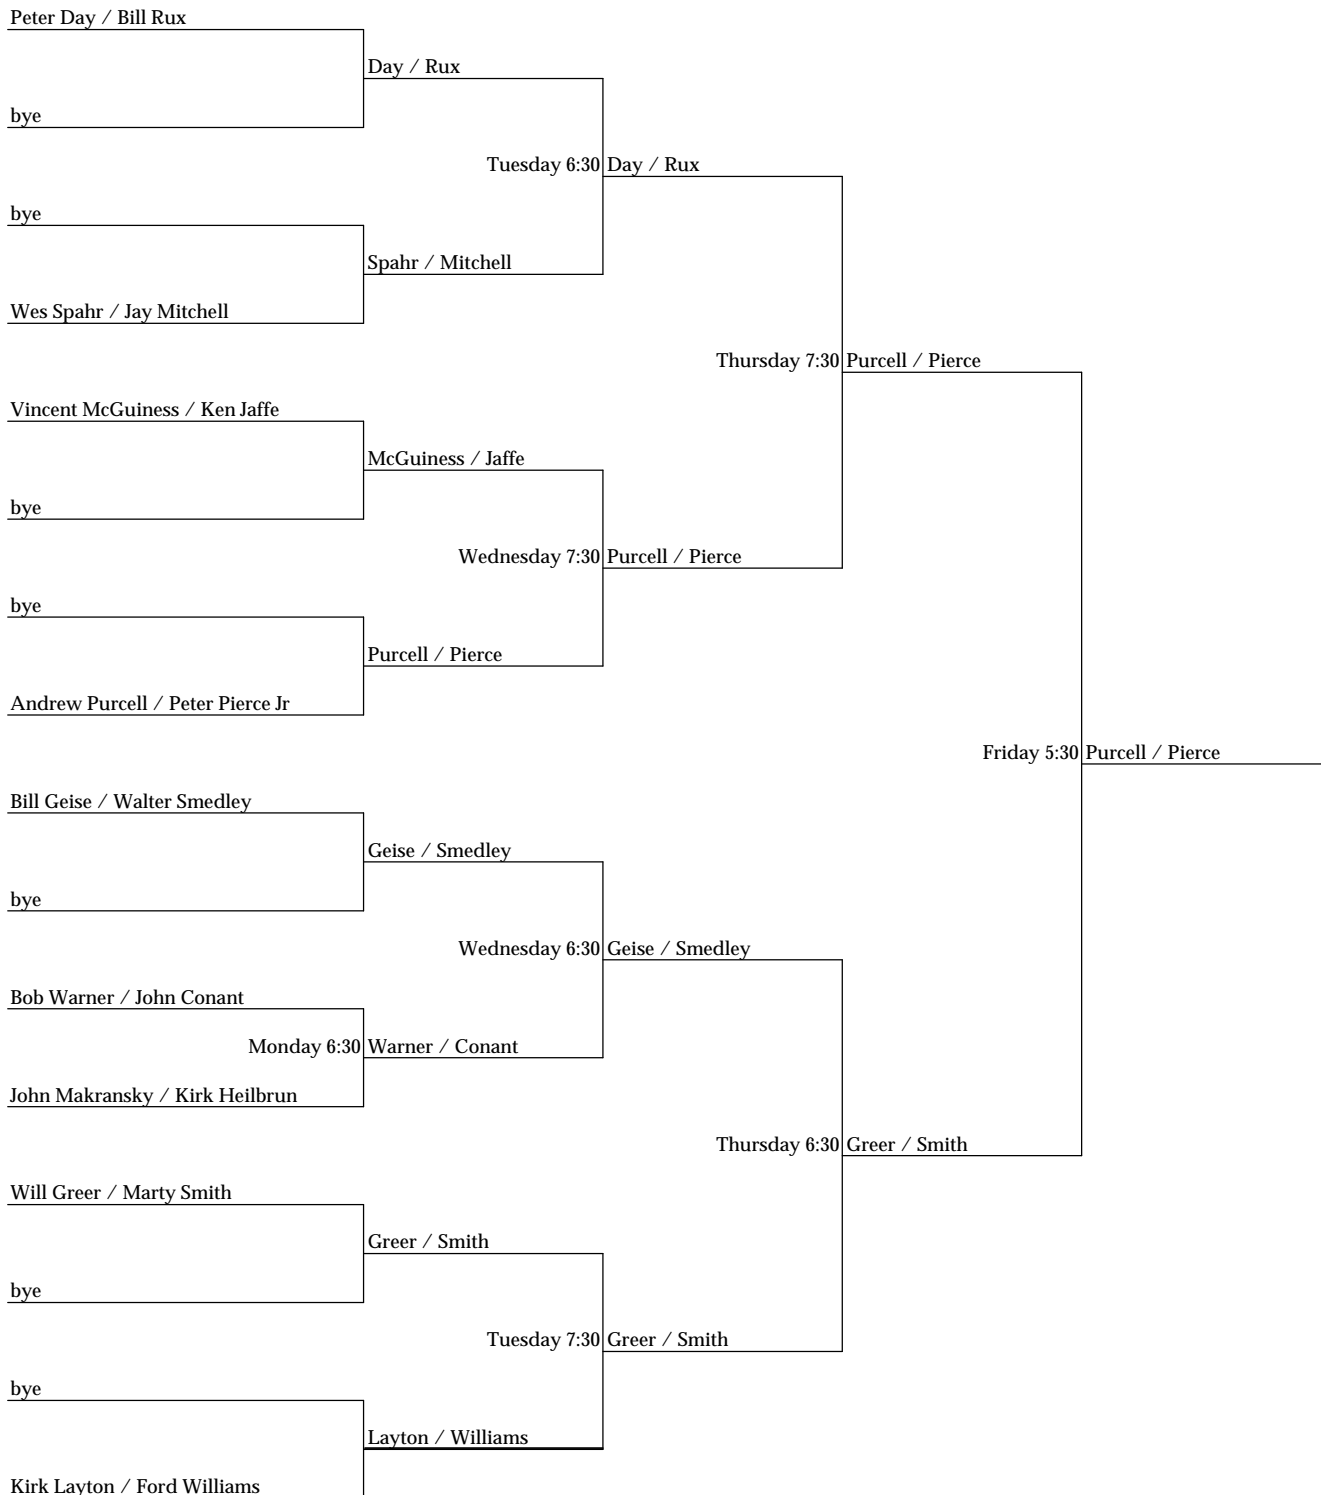 Peter Day / Bill Rux
Day / Rux
bye
Tuesday 6:30 Day / Rux
bye
Spahr / Mitchell
Wes Spahr / Jay Mitchell
Thursday 7:30 Purcell / Pierce
Vincent McGuiness / Ken Jaffe
McGuiness / Jaffe
bye
Wednesday 7:30 Purcell / Pierce
bye
Purcell / Pierce
Andrew Purcell / Peter Pierce Jr
Friday 5:30 Purcell / Pierce
Bill Geise / Walter Smedley
Geise / Smedley
bye
Wednesday 6:30 Geise / Smedley
Bob Warner / John Conant
Monday 6:30 Warner / Conant
John Makransky / Kirk Heilbrun
Thursday 6:30 Greer / Smith
Will Greer / Marty Smith
Greer / Smith
bye
Tuesday 7:30 Greer / Smith
bye
Layton / Williams
Kirk Layton / Ford Williams